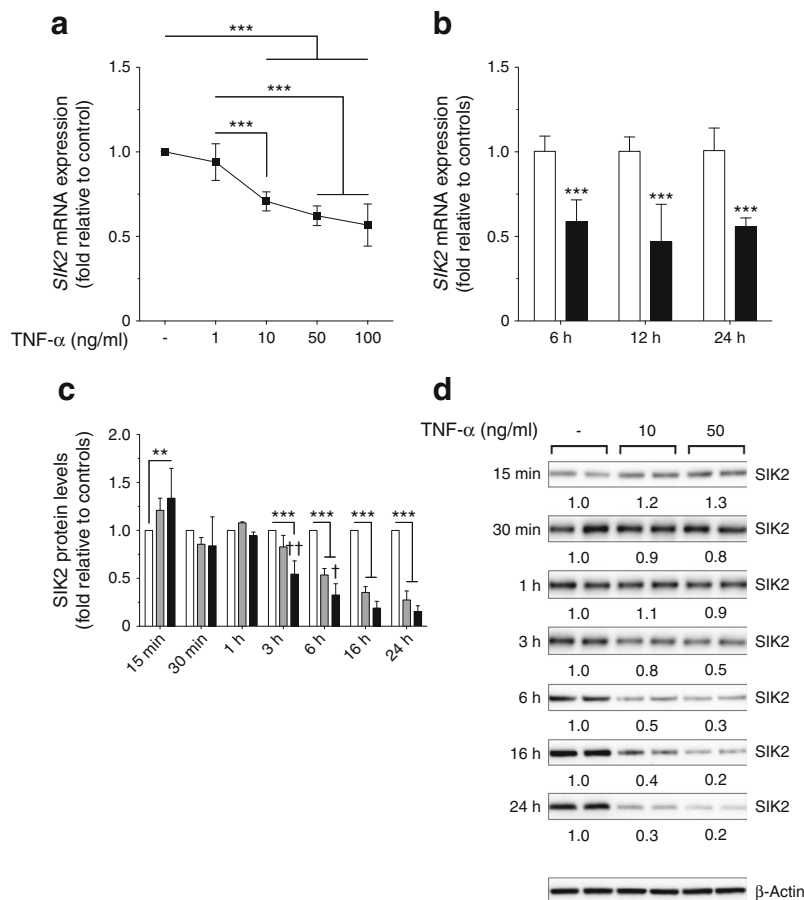 a
***
***
***
SIK2 mRNA expression
(fold relative to control)
1.5
1.0
0.5
0
TNF-α (ng/ml)
- 1 10 50 100
b
SIK2 mRNA expression
(fold relative to controls)
1.5
1.0
0.5
0
***
***
***
6 h 12 h 24 h
c
SIK2 protein levels
(fold relative to controls)
2.0
1.5
1.0
0.5
0
**
***
***
***
***
††
†
15 min
30 min
1 h
3 h
6 h
16 h
24 h
d
TNF-α (ng/ml) - 10 50
15 min SIK2
1.0 1.2 1.3
30 min SIK2
1.0 0.9 0.8
1 h SIK2
1.0 1.1 0.9
3 h SIK2
1.0 0.8 0.5
6 h SIK2
1.0 0.5 0.3
16 h SIK2
1.0 0.4 0.2
24 h SIK2
1.0 0.3 0.2
β-Actin